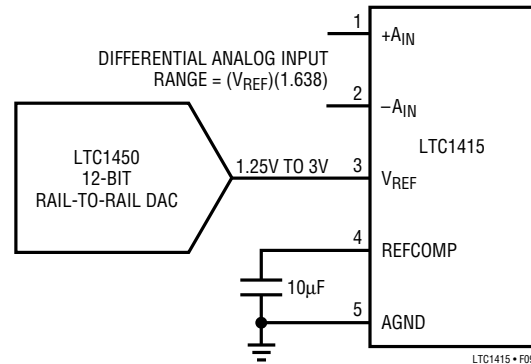 1
+AIN
DIFFERENTIAL ANALOG INPUT
RANGE = (VREF)(1.638)
2
−AIN
LTC1415
LTC1450
12-BIT
RAIL-TO-RAIL DAC
1.25V TO 3V
3
VREF
4
REFCOMP
10µF
5
AGND
LTC1415 • F05